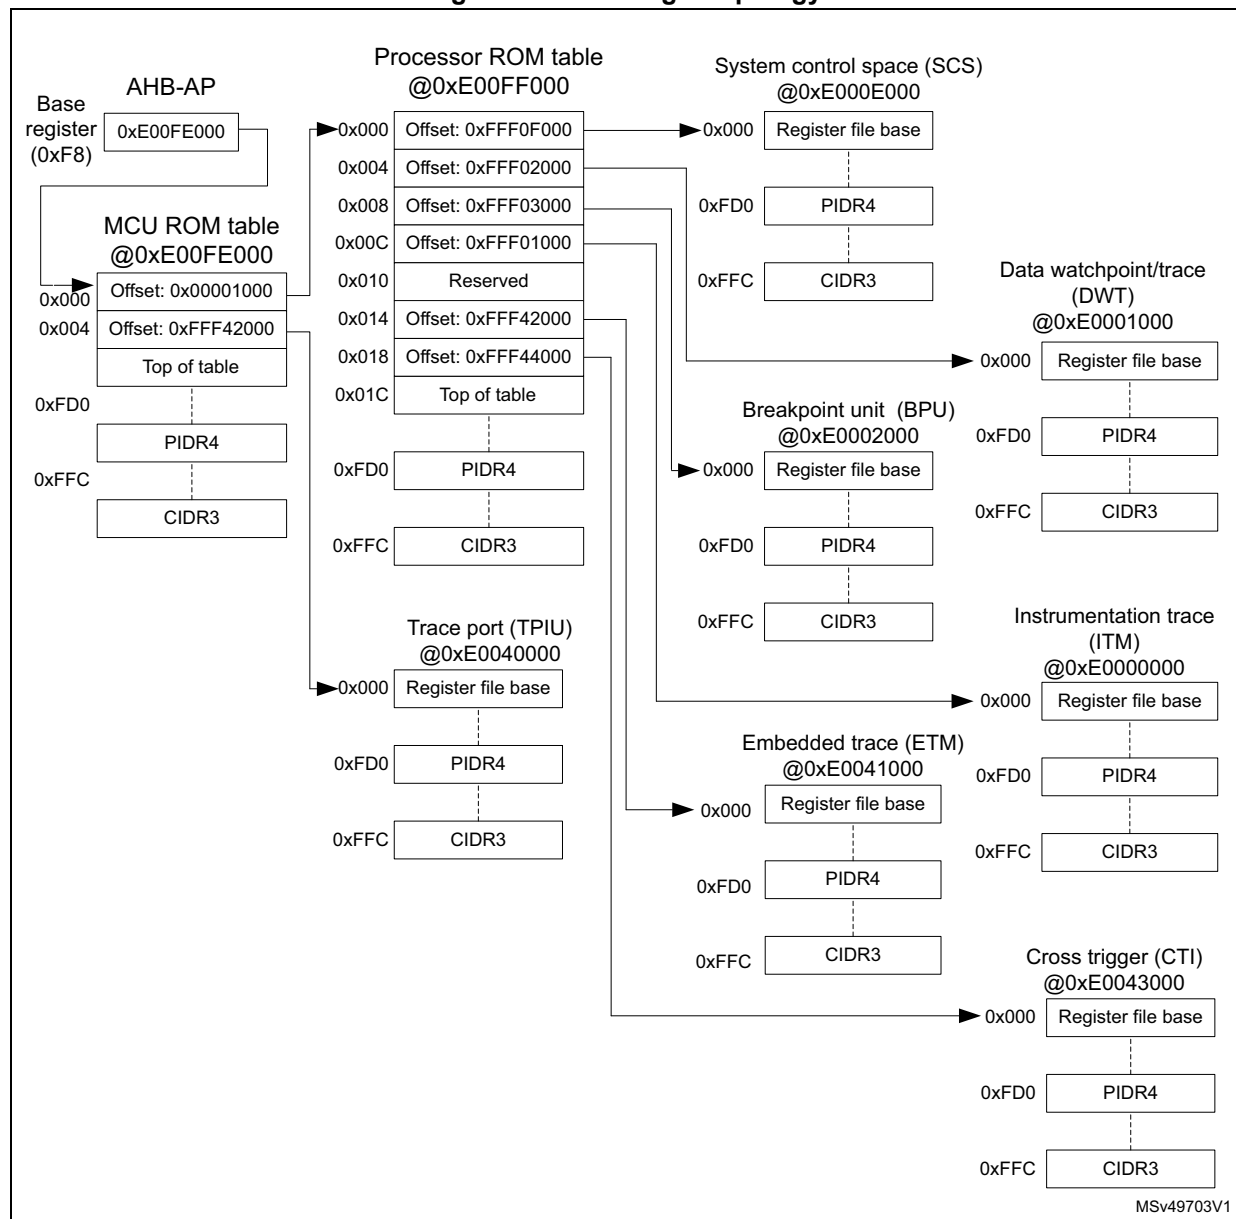 AHB-AP
Base
register
(0xF8)
0xE00FE000
MCU ROM table
@0xE00FE000
0x000
Offset: 0x00001000
0x004
Offset: 0xFFF42000
Top of table
0xFD0
PIDR4
0xFFC
CIDR3
Processor ROM table
@0xE00FF000
0x000
Offset: 0xFFF0F000
0x004
Offset: 0xFFF02000
0x008
Offset: 0xFFF03000
0x00C
Offset: 0xFFF01000
0x010
Reserved
0x014
Offset: 0xFFF42000
0x018
Offset: 0xFFF44000
0x01C
Top of table
0xFD0
PIDR4
0xFFC
CIDR3
Trace port (TPIU)
@0xE0040000
0x000
Register file base
0xFD0
PIDR4
0xFFC
CIDR3
System control space (SCS)
@0xE000E000
0x000
Register file base
0xFD0
PIDR4
0xFFC
CIDR3
Data watchpoint/trace
(DWT)
@0xE0001000
0x000
Register file base
0xFD0
PIDR4
0xFFC
CIDR3
Breakpoint unit (BPU)
@0xE0002000
0x000
Register file base
0xFD0
PIDR4
0xFFC
CIDR3
Instrumentation trace
(ITM)
@0xE0000000
0x000
Register file base
0xFD0
PIDR4
0xFFC
CIDR3
Embedded trace (ETM)
@0xE0041000
0x000
Register file base
0xFD0
PIDR4
0xFFC
CIDR3
Cross trigger (CTI)
@0xE0043000
0x000
Register file base
0xFD0
PIDR4
0xFFC
CIDR3
MSv49703V1